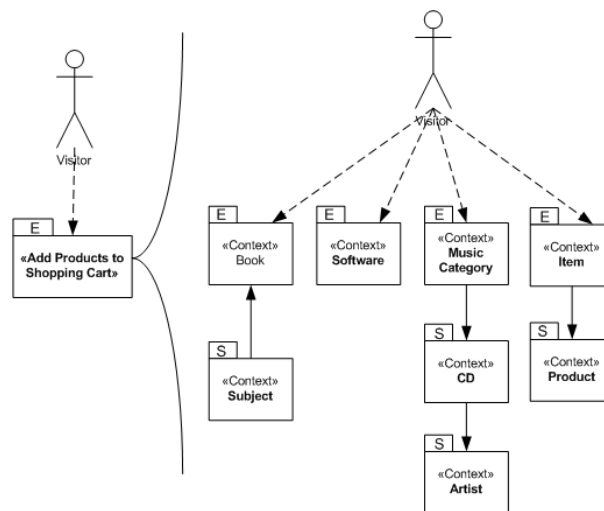 Visitor
E
«Add Products to
Shopping Cart»
Visitor
E
«Context»
Book
E
«Context»
Software
E
«Context»
Music
Category
E
«Context»
Item
S
«Context»
Subject
S
«Context»
CD
S
«Context»
Product
S
«Context»
Artist